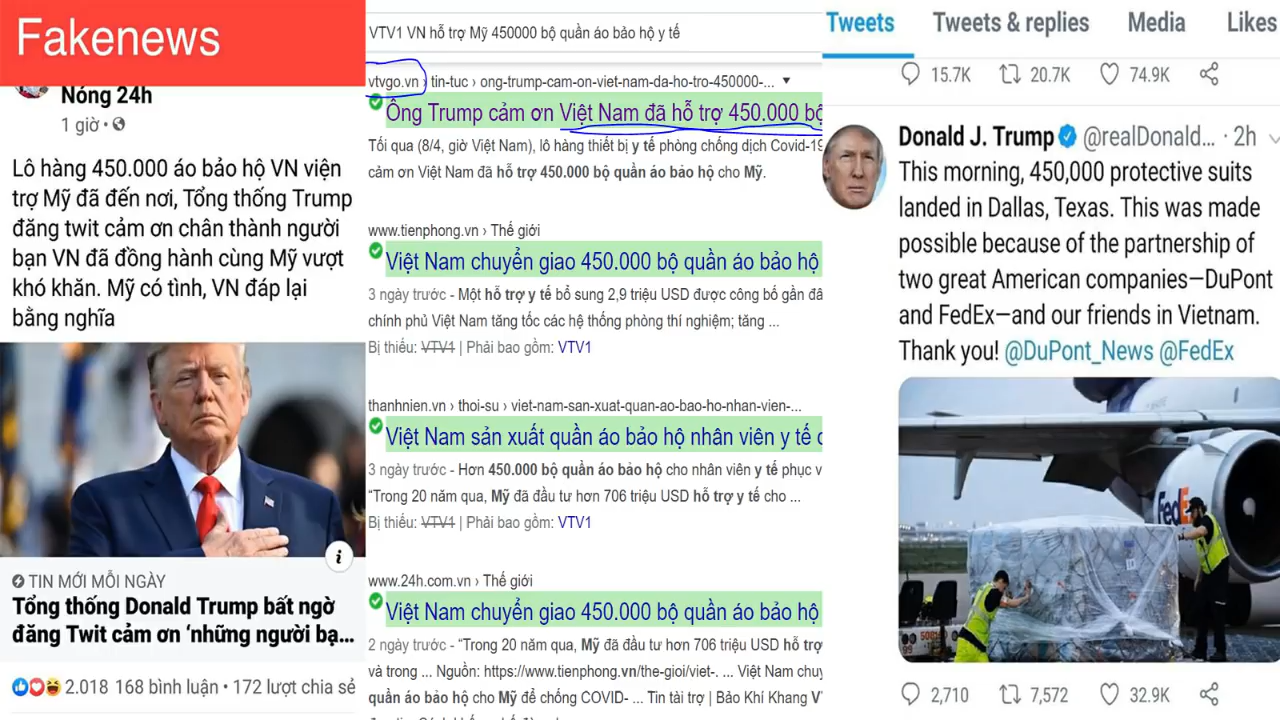 Fakenews
Nóng 24h
1 giờ
Lô hàng 450.000 áo bảo hộ VN viện
trợ Mỹ đã đến nơi, Tổng thống Trump
đăng twit cảm ơn chân thành người
bạn VN đã đồng hành cùng Mỹ vượt
khó khăn. Mỹ có tình, VN đáp lại
bằng nghĩa
TIN MỚI MỖI NGÀY
Tổng thống Donald Trump bất ngờ
đăng Twit cảm ơn ‘những người bạ...
2.018 168 bình luận • 172 lượt chia sẻ
VTV1 VN hỗ trợ Mỹ 450000 bộ quần áo bảo hộ y tế
vtvgo.vn › tin-tuc › ong-trump-cam-on-viet-nam-da-ho-tro-450000-...
Ông Trump cảm ơn Việt Nam đã hỗ trợ 450.000 bộ
Tối qua (8/4, giờ Việt Nam), lô hàng thiết bị y tế phòng chống dịch Covid-19
cảm ơn Việt Nam đã hỗ trợ 450.000 bộ quần áo bảo hộ cho Mỹ.
www.tienphong.vn › Thế giới
Việt Nam chuyển giao 450.000 bộ quần áo bảo hộ
3 ngày trước - Một hỗ trợ y tế bổ sung 2,9 triệu USD được công bố gần đâ
chính phủ Việt Nam tăng tốc các hệ thống phòng thí nghiệm; tăng ...
Bị thiếu: VTV1 | Phải bao gồm: VTV1
thanhnien.vn › thoi-su › viet-nam-san-xuat-quan-ao-bao-ho-nhan-vien-...
Việt Nam sản xuất quần áo bảo hộ nhân viên y tế c
3 ngày trước - Hơn 450.000 bộ quần áo bảo hộ cho nhân viên y tế phục v
“Trong 20 năm qua, Mỹ đã đầu tư hơn 706 triệu USD hỗ trợ y tế cho ...
Bị thiếu: VTV1 | Phải bao gồm: VTV1
www.24h.com.vn › Thế giới
Việt Nam chuyển giao 450.000 bộ quần áo bảo hộ
2 ngày trước - “Trong 20 năm qua, Mỹ đã đầu tư hơn 706 triệu USD hỗ trợ
và trong ... Nguồn: https://www.tienphong.vn/the-gioi/viet-. ... Việt Nam chuy
quần áo bảo hộ cho Mỹ để chống COVID- ... Tin tài trợ | Bảo Khí Khang V
Tweets Tweets & replies Media Likes
15.7K 20.7K 74.9K
Donald J. Trump @realDonald... · 2h
This morning, 450,000 protective suits
landed in Dallas, Texas. This was made
possible because of the partnership of
two great American companies—DuPont
and FedEx—and our friends in Vietnam.
Thank you! @DuPont_News @FedEx
FedE
2,710 7,572 32.9K